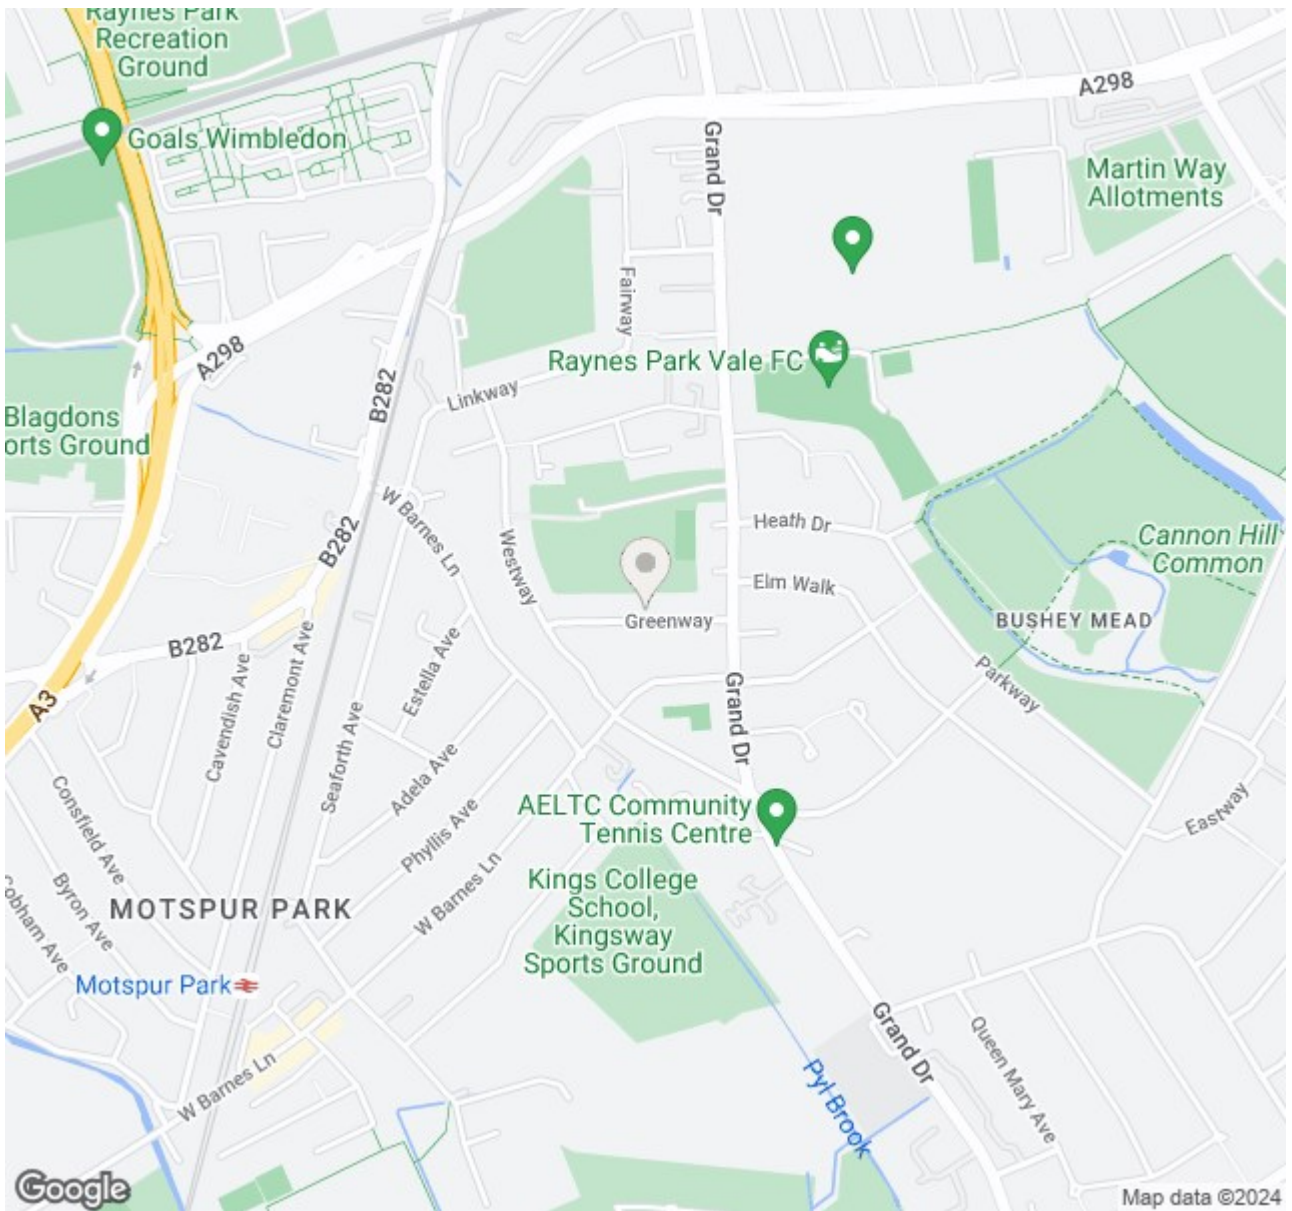 Raynes Park
Recreation
Ground
A298
Goals Wimbledon
Grand Dr
Martin Way
Allotments
Fairway
A298
Raynes Park Vale FC
B282
Linkway
Blagdons
orts Ground
W Barnes Ln
Heath Dr
Westway
B282
Cannon Hill
Common
Elm Walk
Greenway
BUSHEY MEAD
B282
Estella Ave
Claremont Ave
Cavendish Ave
Parkway
A3
Grand Dr
Seaforth Ave
Adela Ave
Consfield Ave
AELTC Community
Tennis Centre
Eastway
Phyllis Ave
Kings College
School,
Kingsway
Sports Ground
W Barnes Ln
Byron Ave
MOTSPUR PARK
Cobham Ave
Motspur Park
Grand Dr
Queen Mary Ave
W Barnes Ln
Pyl Brook
Google
Map data ©2024